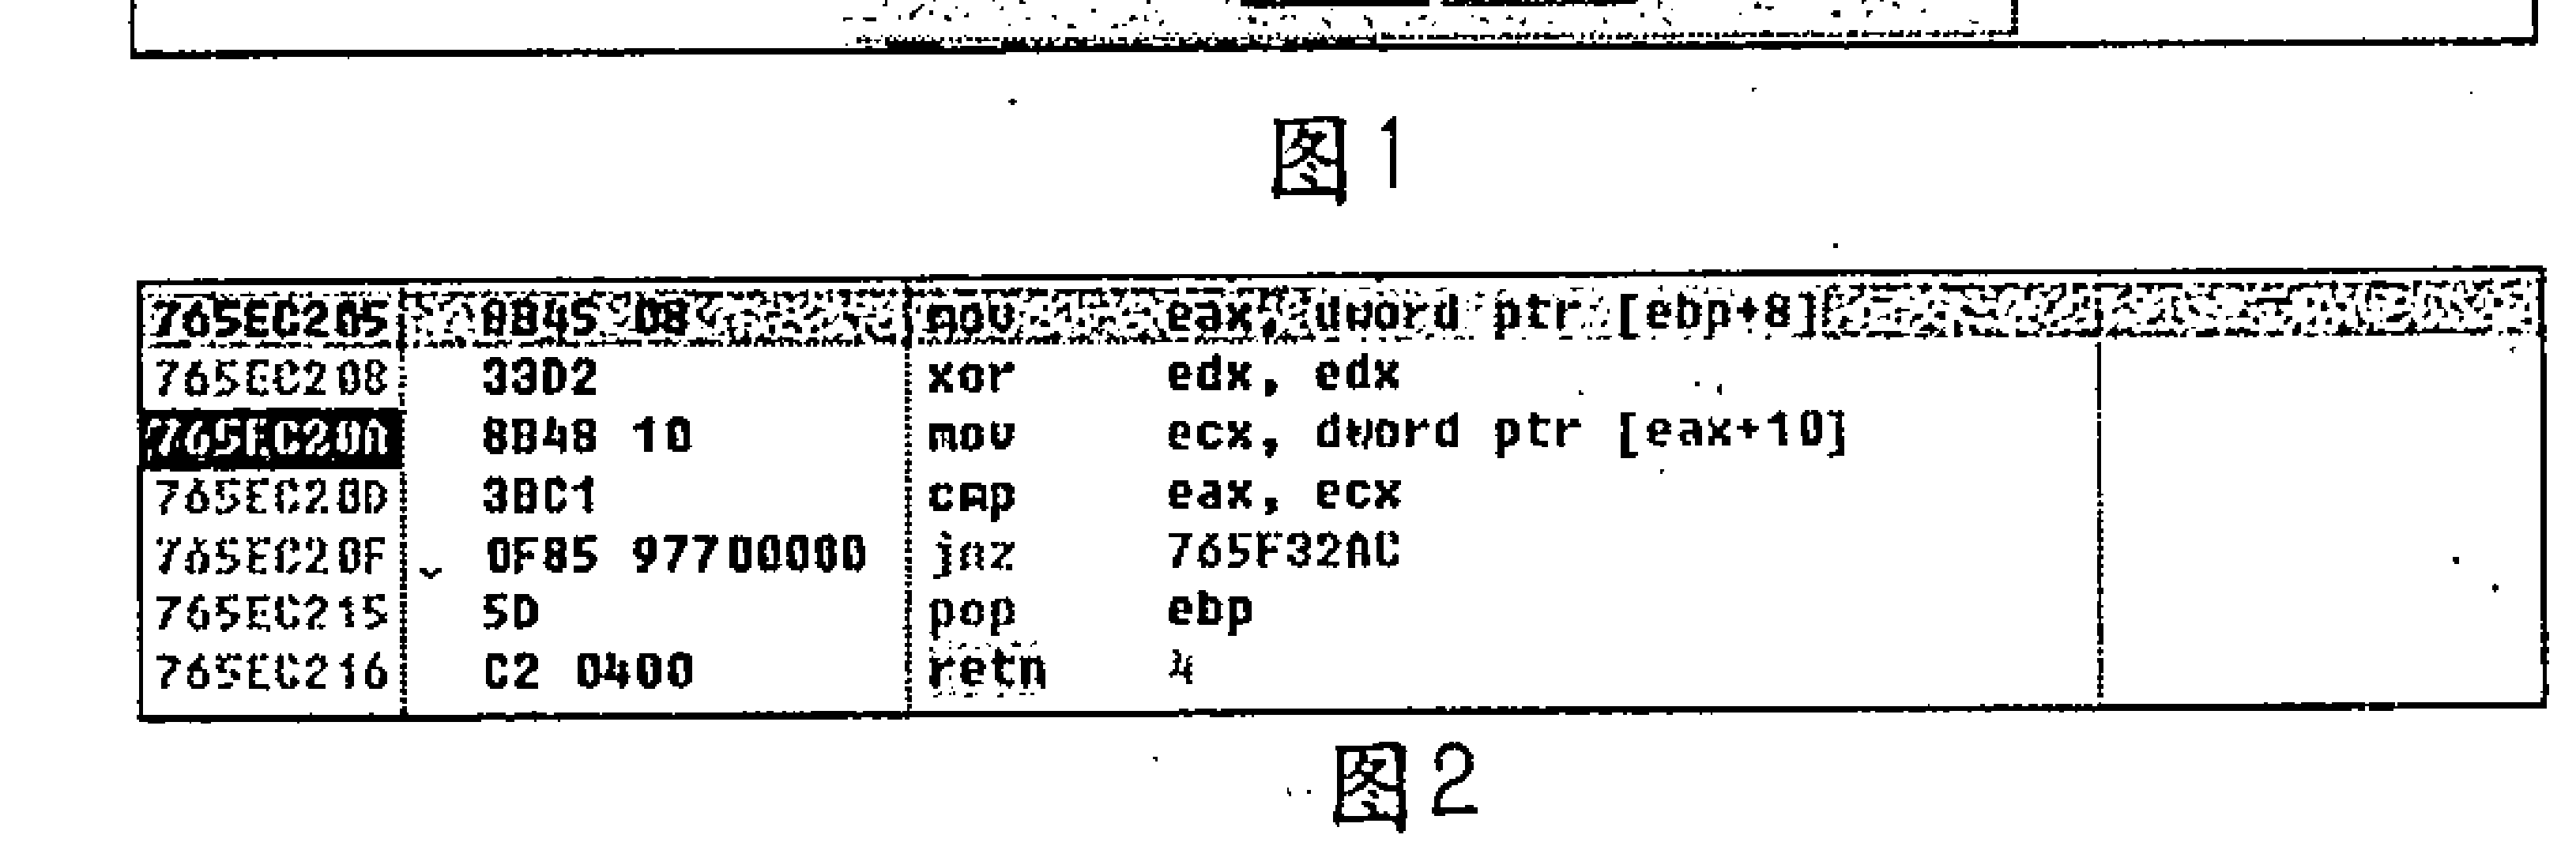 图1
765EC205 8B45 08 mov eax, dword ptr [ebp+8]
765EC208 33D2 xor edx, edx
765EC20A 8B48 10 mov ecx, dword ptr [eax+10]
765EC20D 3BC1 cmp eax, ecx
765EC20F 0F85 97700000 jnz 765F32AC
765EC215 5D pop ebp
765EC216 C2 0400 retn 4
图2